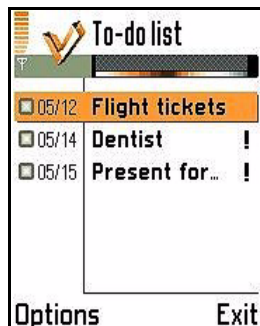 To-do list
05/12 Flight tickets
05/14 Dentist !
05/15 Present for… !
Options Exit